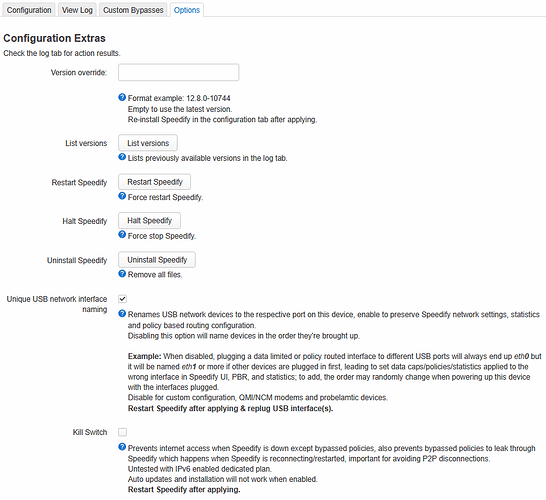 Configuration View Log Custom Bypasses Options
Configuration Extras
Check the log tab for action results.
Version override:
Format example: 12.8.0-10744
Empty to use the latest version.
Re-install Speedify in the configuration tab after applying.
List versions List versions
Lists previously available versions in the log tab.
Restart Speedify Restart Speedify
Force restart Speedify.
Halt Speedify Halt Speedify
Force stop Speedify.
Uninstall Speedify Uninstall Speedify
Remove all files.
Unique USB network interface
naming
Renames USB network devices to the respective port on this device, enable to preserve Speedify network settings, statistics
and policy based routing configuration.
Disabling this option will name devices in the order they're brought up.
Example: When disabled, plugging a data limited or policy routed interface to different USB ports will always end up eth0 but
it will be named eth1 or more if other devices are plugged in first, leading to set data caps/policies/statistics applied to the
wrong interface in Speedify UI, PBR, and statistics; to add, the order may randomly change when powering up this device
with the interfaces plugged.
Disable for custom configuration, QMI/NCM modems and probelamtic devices.
Restart Speedify after applying & replug USB interface(s).
Kill Switch
Prevents internet access when Speedify is down except bypassed policies, also prevents bypassed policies to leak through
Speedify which happens when Speedify is reconnecting/restarted, important for avoiding P2P disconnections.
Untested with IPv6 enabled dedicated plan.
Auto updates and installation will not work when enabled.
Restart Speedify after applying.